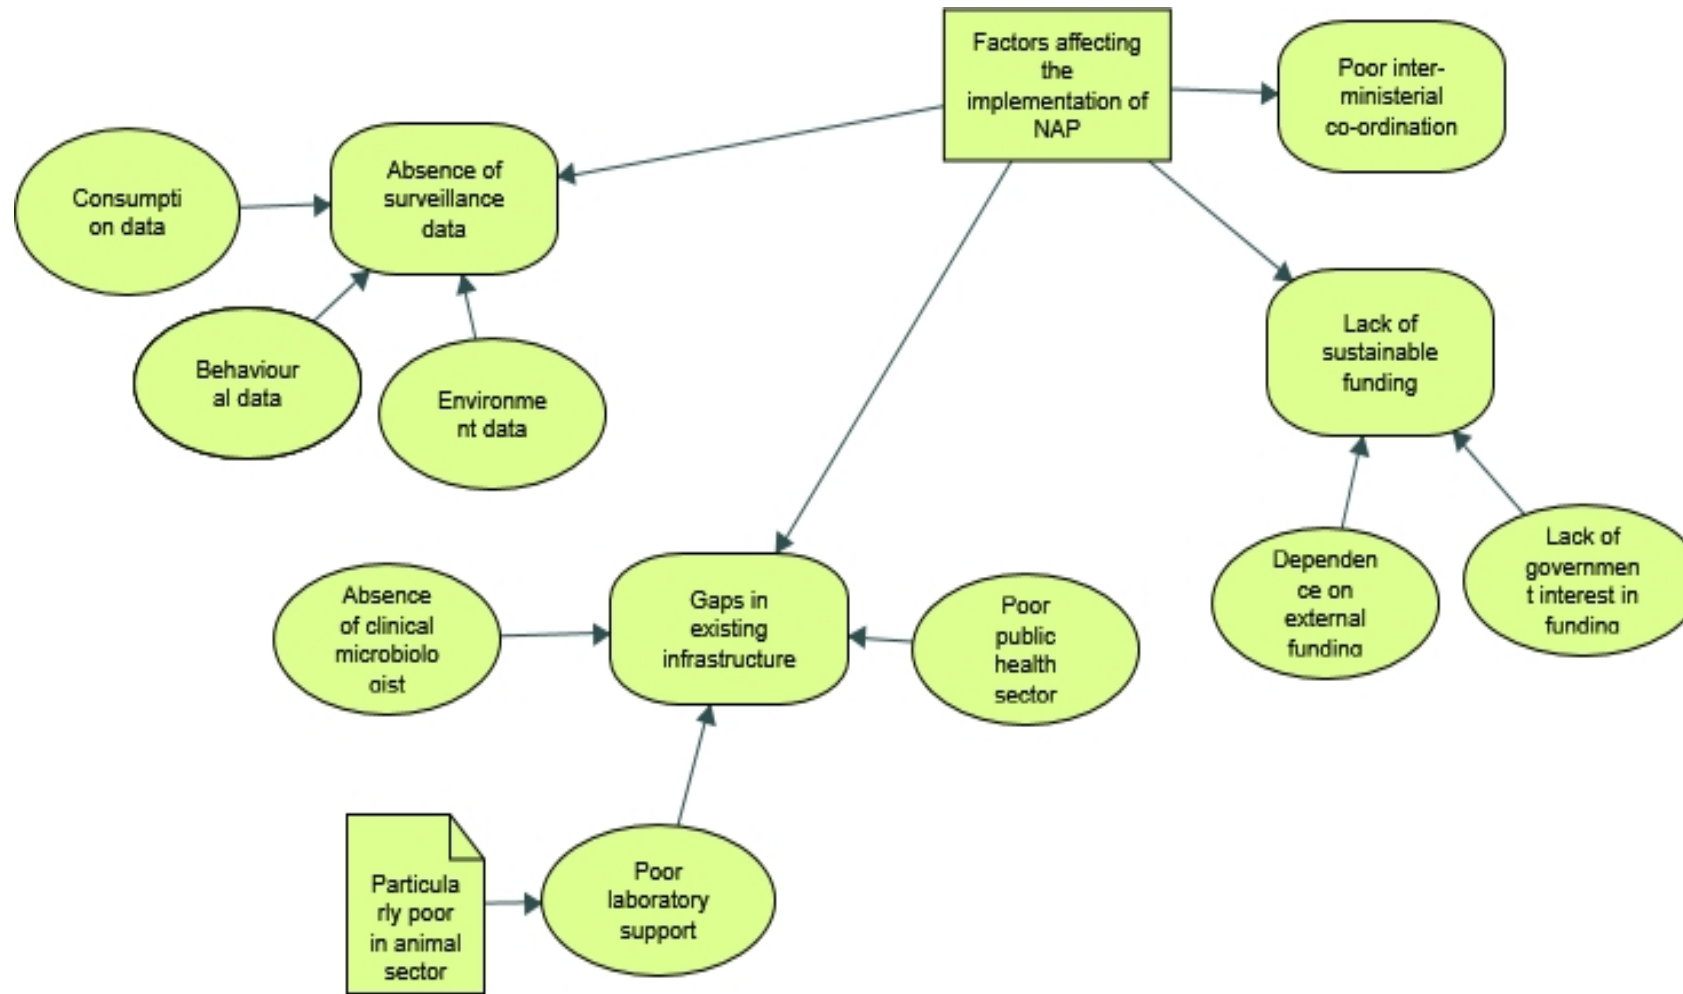 Factors affecting
the
implementation of
NAP
Poor inter-
ministerial
co-ordination
Absence of
surveillance
data
Consumpti
on data
Behaviour
al data
Environme
nt data
Lack of
sustainable
funding
Dependen
ce on
external
funding
Lack of
governmen
t interest in
funding
Gaps in
existing
infrastructure
Absence
of clinical
microbiolo
gist
Poor
public
health
sector
Poor
laboratory
support
Particula
rly poor
in animal
sector